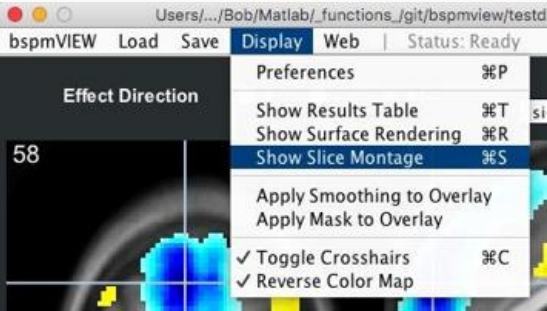 Users/.../Bob/Matlab/_functions_/git/bspmview/testd
bspmVIEW Load Save Display Web | Status: Ready
Preferences ⌘P
Effect Direction
Show Results Table ⌘T
si
Show Surface Rendering ⌘R
58
Show Slice Montage ⌘S
Apply Smoothing to Overlay
Apply Mask to Overlay
✓ Toggle Crosshairs ⌘C
✓ Reverse Color Map